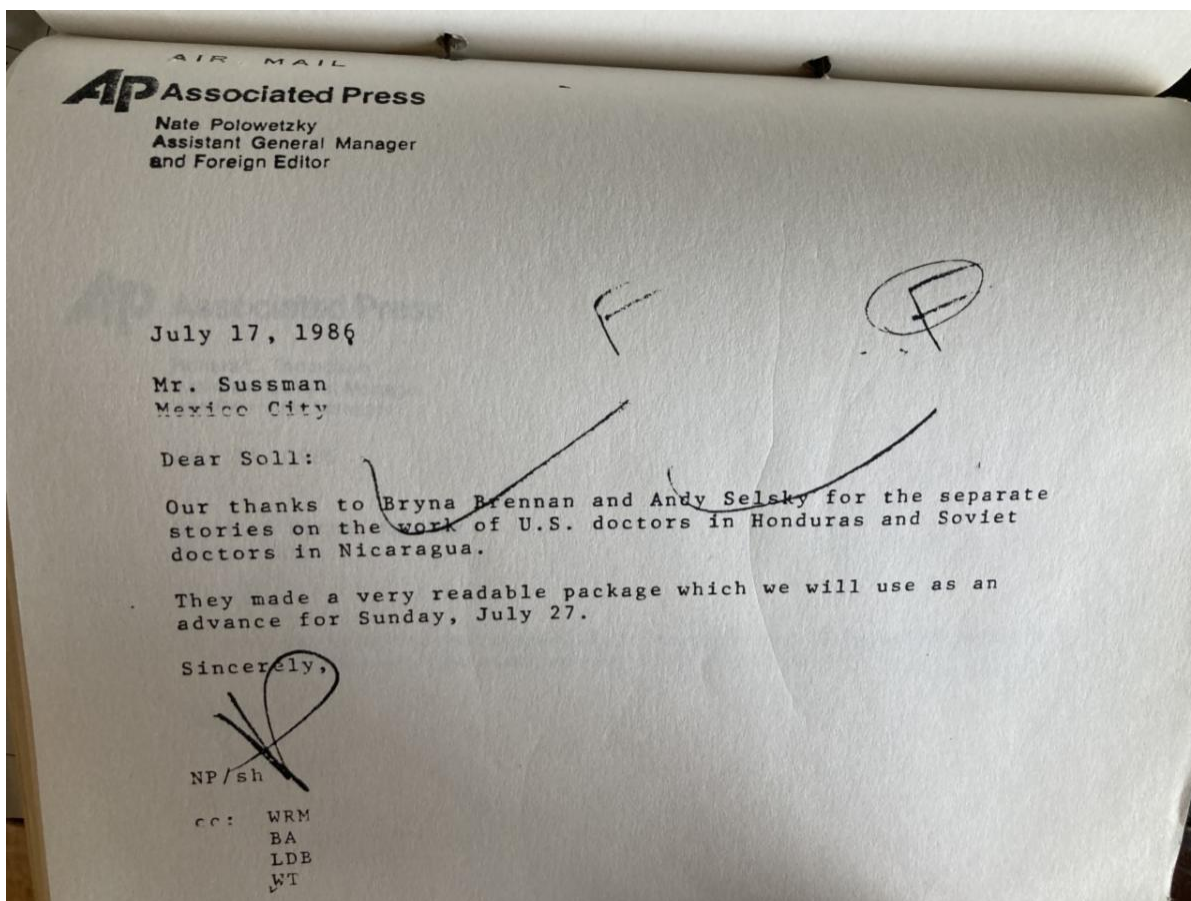 AIR MAIL
AP Associated Press
Nate Polowetzky
Assistant General Manager
and Foreign Editor
F F
July 17, 1986
Mr. Sussman
Mexico City
Dear Soll:
Our thanks to Bryna Brennan and Andy Selsky for the separate
stories on the work of U.S. doctors in Honduras and Soviet
doctors in Nicaragua.
They made a very readable package which we will use as an
advance for Sunday, July 27.
Sincerely,
NP/sh
cc: WRM
BA
LDB
WT